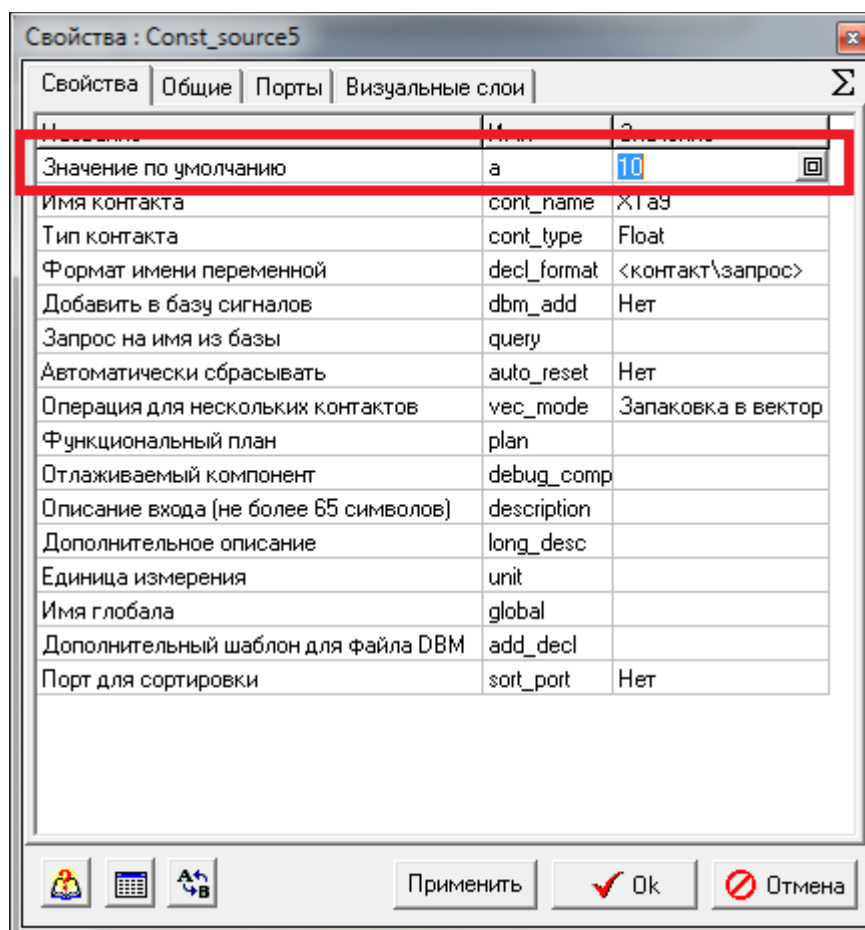 Свойства : Const_source5
Свойства Общие Порты Визуальные слои Σ
Значение по умолчанию a 10
Имя контакта cont_name
Тип контакта cont_type Float
Формат имени переменной decl_format <контакт\запрос>
Добавить в базу сигналов dbm_add Нет
Запрос на имя из базы query
Автоматически сбрасывать auto_reset Нет
Операция для нескольких контактов vec_mode Запаковка в вектор
Функциональный план plan
Отлаживаемый компонент debug_comp
Описание входа (не более 65 символов) description
Дополнительное описание long_desc
Единица измерения unit
Имя глобала global
Дополнительный шаблон для файла DBM add_decl
Порт для сортировки sort_port Нет
Применить Ok Отмена